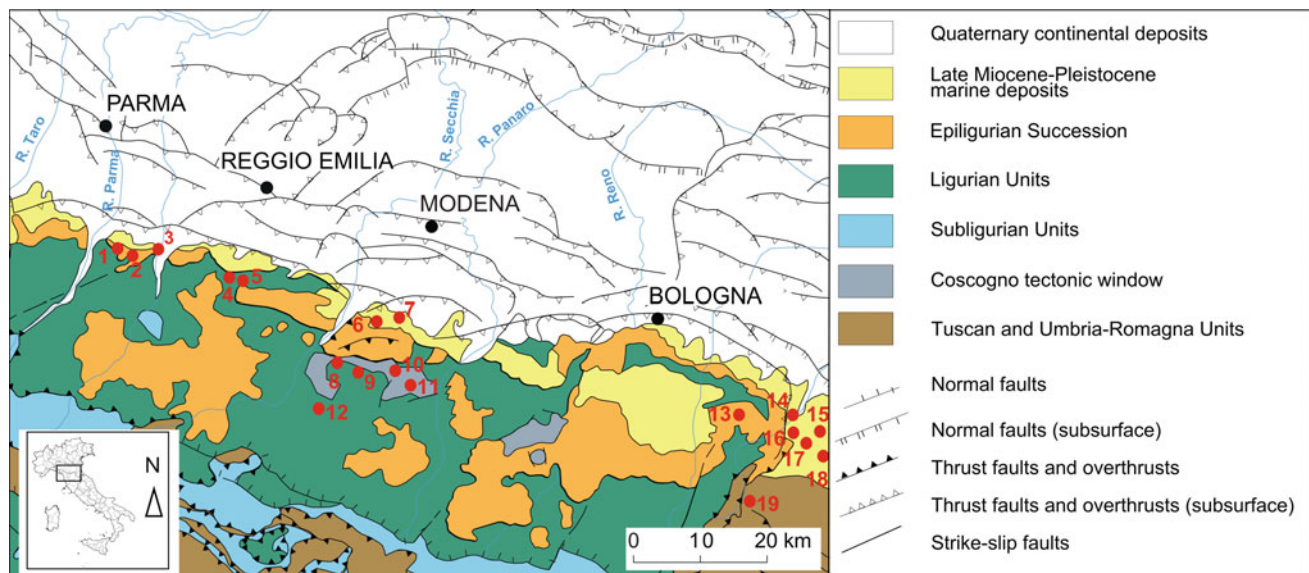 PARMA
R. Taro
R. Parma
REGGIO EMILIA
R. Secchia
R. Panaro
MODENA
R. Reno
BOLOGNA
1
2
3
4
5
6
7
8
9
10
11
12
13
14
15
16
17
18
19
N
0 10 20 km
Quaternary continental deposits
Late Miocene-Pleistocene
marine deposits
Epiligurian Succession
Ligurian Units
Subligurian Units
Coscogno tectonic window
Tuscan and Umbria-Romagna Units
Normal faults
Normal faults (subsurface)
Thrust faults and overthrusts
Thrust faults and overthrusts (subsurface)
Strike-slip faults